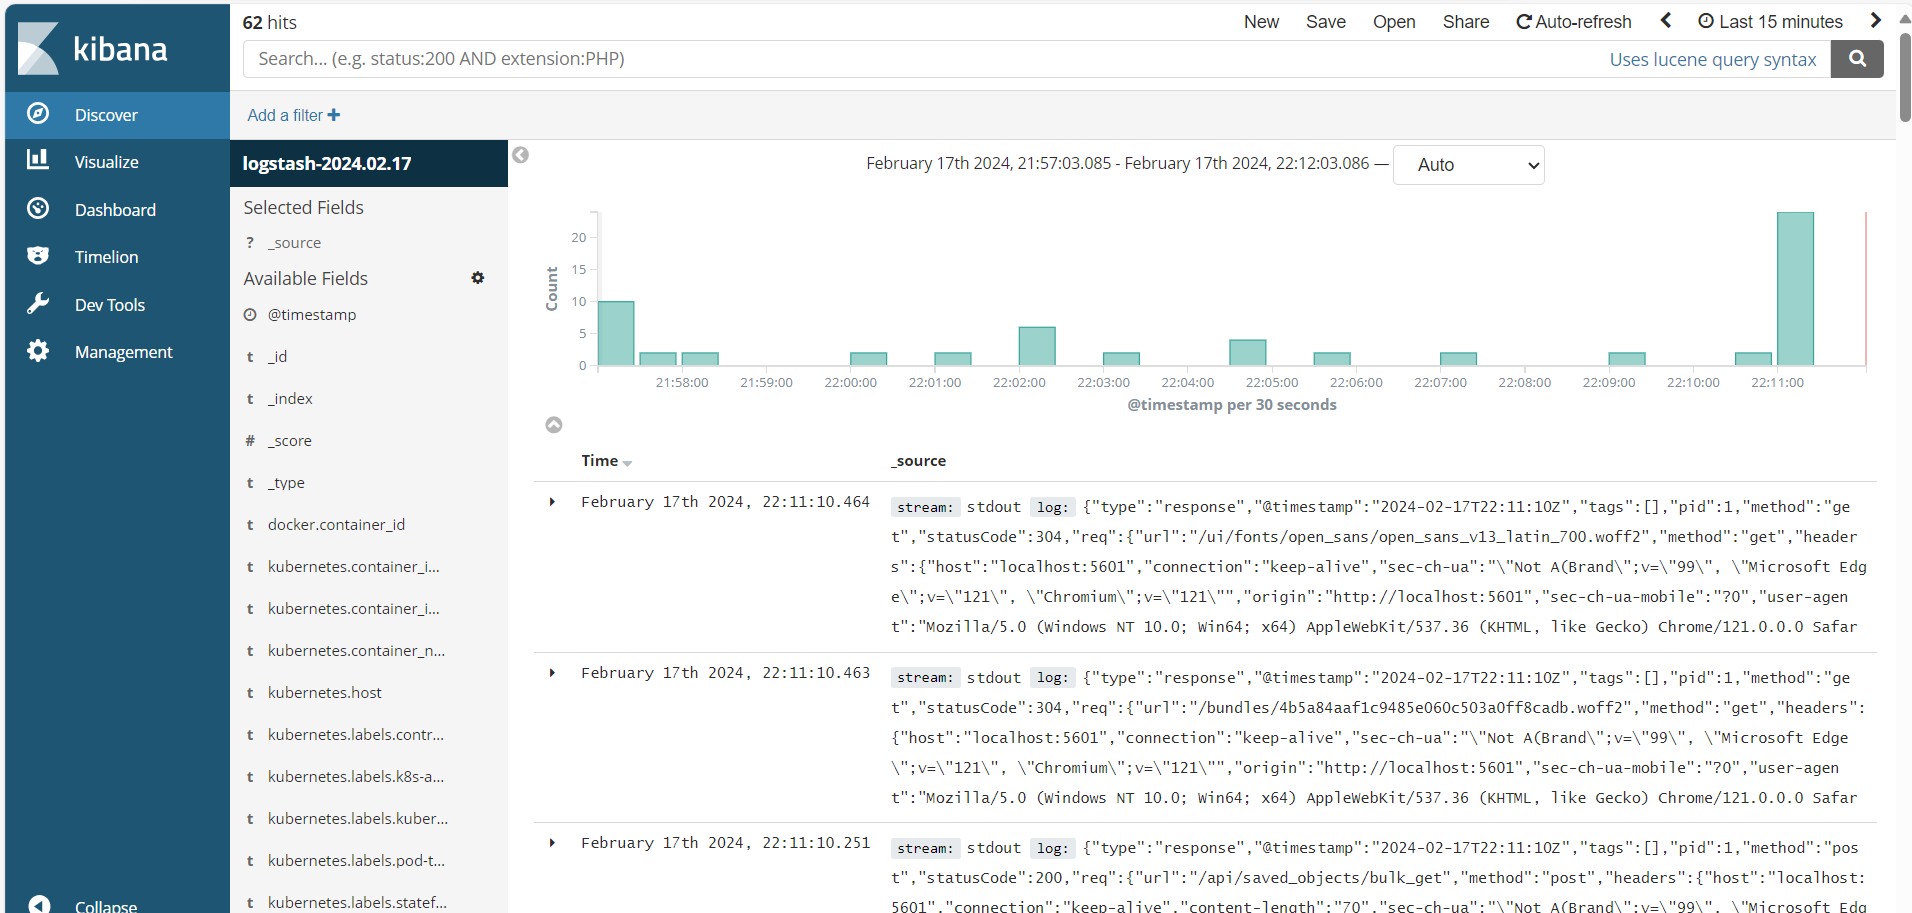 kibana
Discover
Visualize
Dashboard
Timelion
Dev Tools
Management
Collapse
62 hits
New Save Open Share Auto-refresh Last 15 minutes
Search... (e.g. status:200 AND extension:PHP) Uses lucene query syntax
Add a filter +
logstash-2024.02.17
Selected Fields
? _source
Available Fields
@timestamp
t _id
t _index
# _score
t _type
t docker.container_id
t kubernetes.container_i...
t kubernetes.container_i...
t kubernetes.container_n...
t kubernetes.host
t kubernetes.labels.contr...
t kubernetes.labels.k8s-a...
t kubernetes.labels.kuber...
t kubernetes.labels.pod-t...
t kubernetes.labels.statef...
February 17th 2024, 21:57:03.085 - February 17th 2024, 22:12:03.086 — Auto
Count
20
15
10
5
0
21:58:00 21:59:00 22:00:00 22:01:00 22:02:00 22:03:00 22:04:00 22:05:00 22:06:00 22:07:00 22:08:00 22:09:00 22:10:00 22:11:00
@timestamp per 30 seconds
Time _source
February 17th 2024, 22:11:10.464 stream: stdout log: {"type":"response","@timestamp":"2024-02-17T22:11:10Z","tags":[],"pid":1,"method":"ge
t","statusCode":304,"req":{"url":"/ui/fonts/open_sans/open_sans_v13_latin_700.woff2","method":"get","header
s":{"host":"localhost:5601","connection":"keep-alive","sec-ch-ua":"\"Not A(Brand\";v=\"99\", \"Microsoft Edg
e\";v=\"121\", \"Chromium\";v=\"121\"","origin":"http://localhost:5601","sec-ch-ua-mobile":"?0","user-agen
t":"Mozilla/5.0 (Windows NT 10.0; Win64; x64) AppleWebKit/537.36 (KHTML, like Gecko) Chrome/121.0.0.0 Safar
February 17th 2024, 22:11:10.463 stream: stdout log: {"type":"response","@timestamp":"2024-02-17T22:11:10Z","tags":[],"pid":1,"method":"ge
t","statusCode":304,"req":{"url":"/bundles/4b5a84aaf1c9485e060c503a0ff8cadb.woff2","method":"get","headers":
{"host":"localhost:5601","connection":"keep-alive","sec-ch-ua":"\"Not A(Brand\";v=\"99\", \"Microsoft Edge
\";v=\"121\", \"Chromium\";v=\"121\"","origin":"http://localhost:5601","sec-ch-ua-mobile":"?0","user-agen
t":"Mozilla/5.0 (Windows NT 10.0; Win64; x64) AppleWebKit/537.36 (KHTML, like Gecko) Chrome/121.0.0.0 Safar
February 17th 2024, 22:11:10.251 stream: stdout log: {"type":"response","@timestamp":"2024-02-17T22:11:10Z","tags":[],"pid":1,"method":"pos
t","statusCode":200,"req":{"url":"/api/saved_objects/bulk_get","method":"post","headers":{"host":"localhost:
5601","connection":"keep-alive","content-length":"70","sec-ch-ua":"\"Not A(Brand\";v=\"99\", \"Microsoft Edg